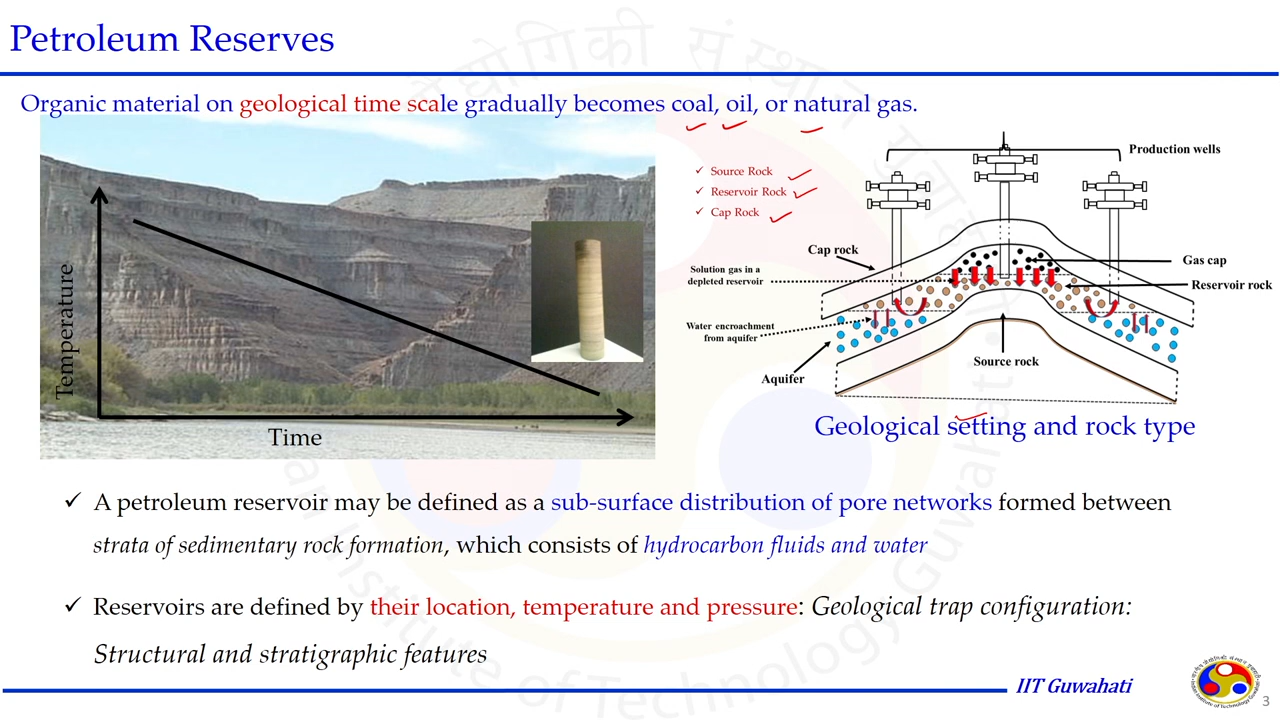 Petroleum Reserves
Organic material on geological time scale gradually becomes coal, oil, or natural gas.
Temperature
Time
✓ Source Rock
✓ Reservoir Rock
✓ Cap Rock
Production wells
Cap rock
Gas cap
Solution gas in a
depleted reservoir
Reservoir rock
Water encroachment
from aquifer
Source rock
Aquifer
Geological setting and rock type
✓ A petroleum reservoir may be defined as a sub-surface distribution of pore networks formed between
strata of sedimentary rock formation, which consists of hydrocarbon fluids and water
✓ Reservoirs are defined by their location, temperature and pressure: Geological trap configuration:
Structural and stratigraphic features
IIT Guwahati
3